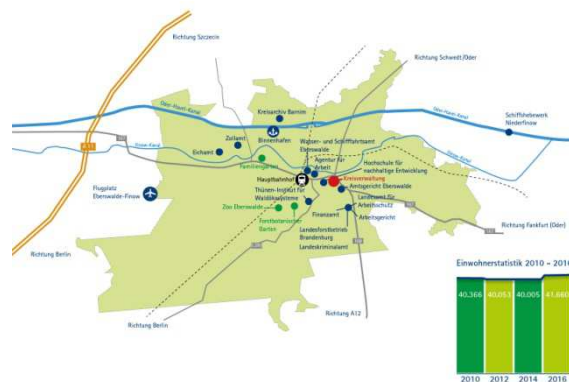 Richtung Szczecin
Richtung Schwedt/Oder
Oder-Havel-Kanal
Kreisarchiv Barnim
Oder-Havel-Kanal
Schiffshebewerk
Niederfinow
Zollamt
Binnenhafen
Wasser- und Schifffahrtsamt
Eberswalde
Finow-Kanal
Eichamt
Familiengarten
Agentur für
Arbeit
Hochschule für
nachhaltige Entwicklung
Hauptbahnhof
Kreisverwaltung
Amtsgericht Eberswalde
Flugplatz
Eberswalde-Finow
Thünen-Institut für
Waldökosysteme
Landesamt für
Arbeitsschutz
Zoo Eberswalde
Finanzamt
Arbeitsgericht
Forstbotanischer
Garten
Landesforstbetrieb
Brandenburg
Landeskriminalamt
Richtung Fankfurt (Oder)
Richtung Berlin
Richtung Berlin
Richtung A12
Einwohnerstatistik 2010 – 2016
40,366
40,053
40,005
41,660
2010
2012
2014
2016